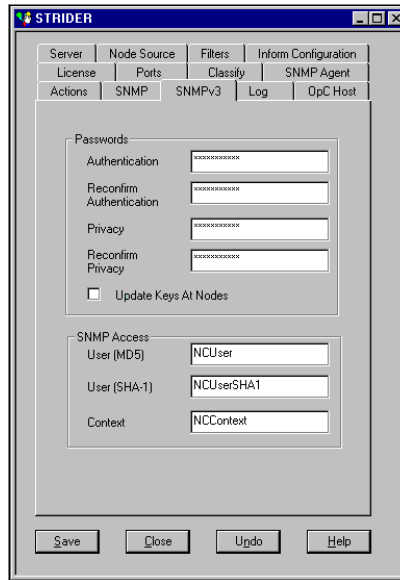 STRIDER
Server Node Source Filters Inform Configuration
License Ports Classify SNMP Agent
Actions SNMP SNMPv3 Log OpC Host
Passwords
Authentication ***********
Reconfirm
Authentication ***********
Privacy ***********
Reconfirm
Privacy ***********
Update Keys At Nodes
SNMP Access
User (MD5) NCUser
User (SHA-1) NCUserSHA1
Context NCContext
Save Close Undo Help